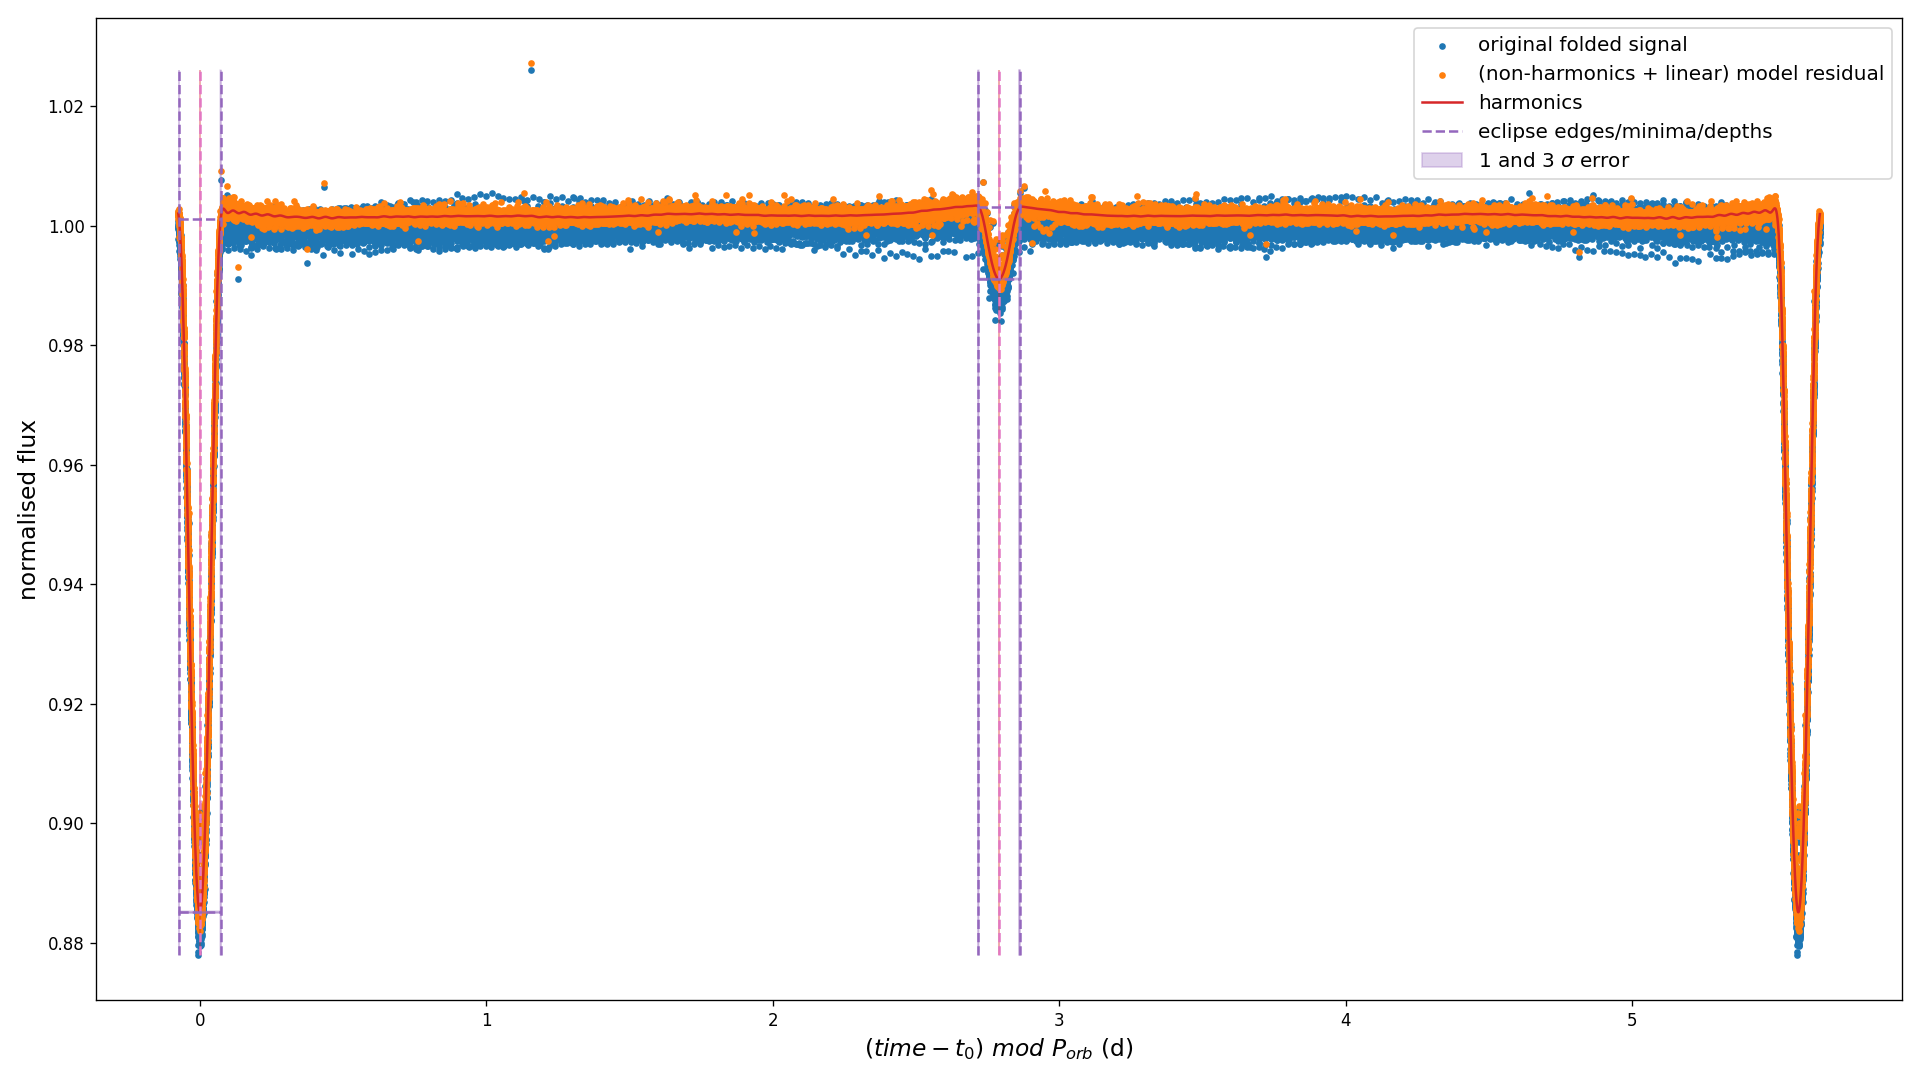 original folded signal
(non-harmonics + linear) model residual
harmonics
eclipse edges/minima/depths
1 and 3 σ error
normalised flux
1.02
1.00
0.98
0.96
0.94
0.92
0.90
0.88
0 1 2 3 4 5
(time − t₀) mod P_orb (d)